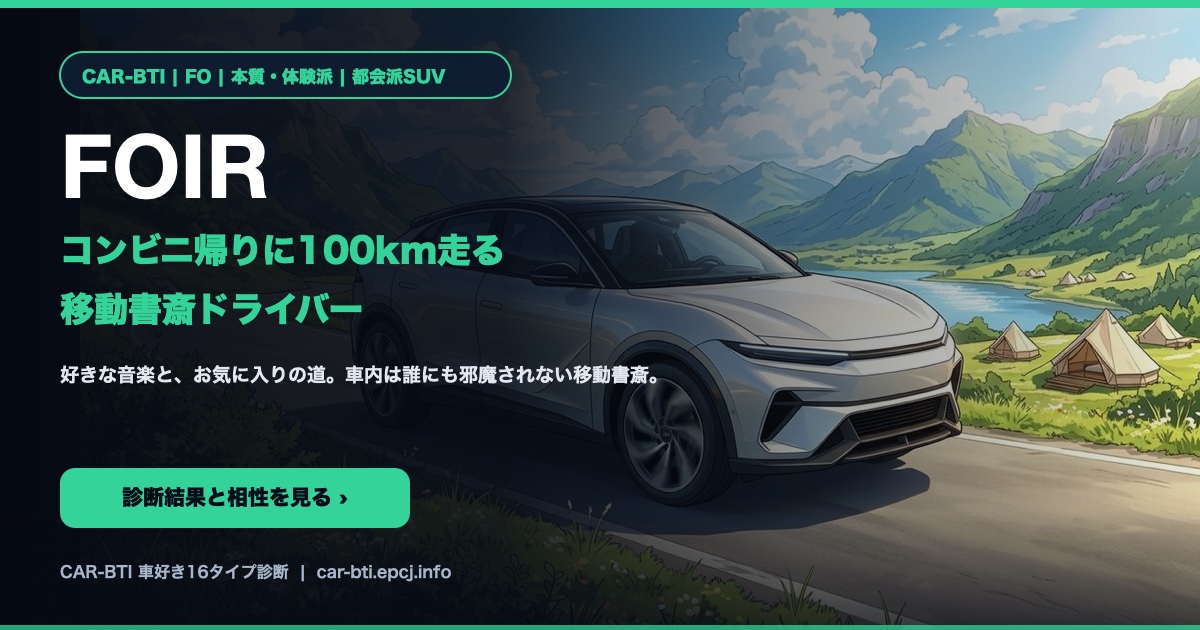 CAR-BTI | FO | 本質・体験派 | 都会派SUV
FOIR
コンビニ帰りに100km走る
移動書斎ドライバー
好きな音楽と、お気に入りの道。車内は誰にも邪魔されない移動書斎。
診断結果と相性を見る ›
CAR-BTI 車好き16タイプ診断 | car-bti.epcj.info